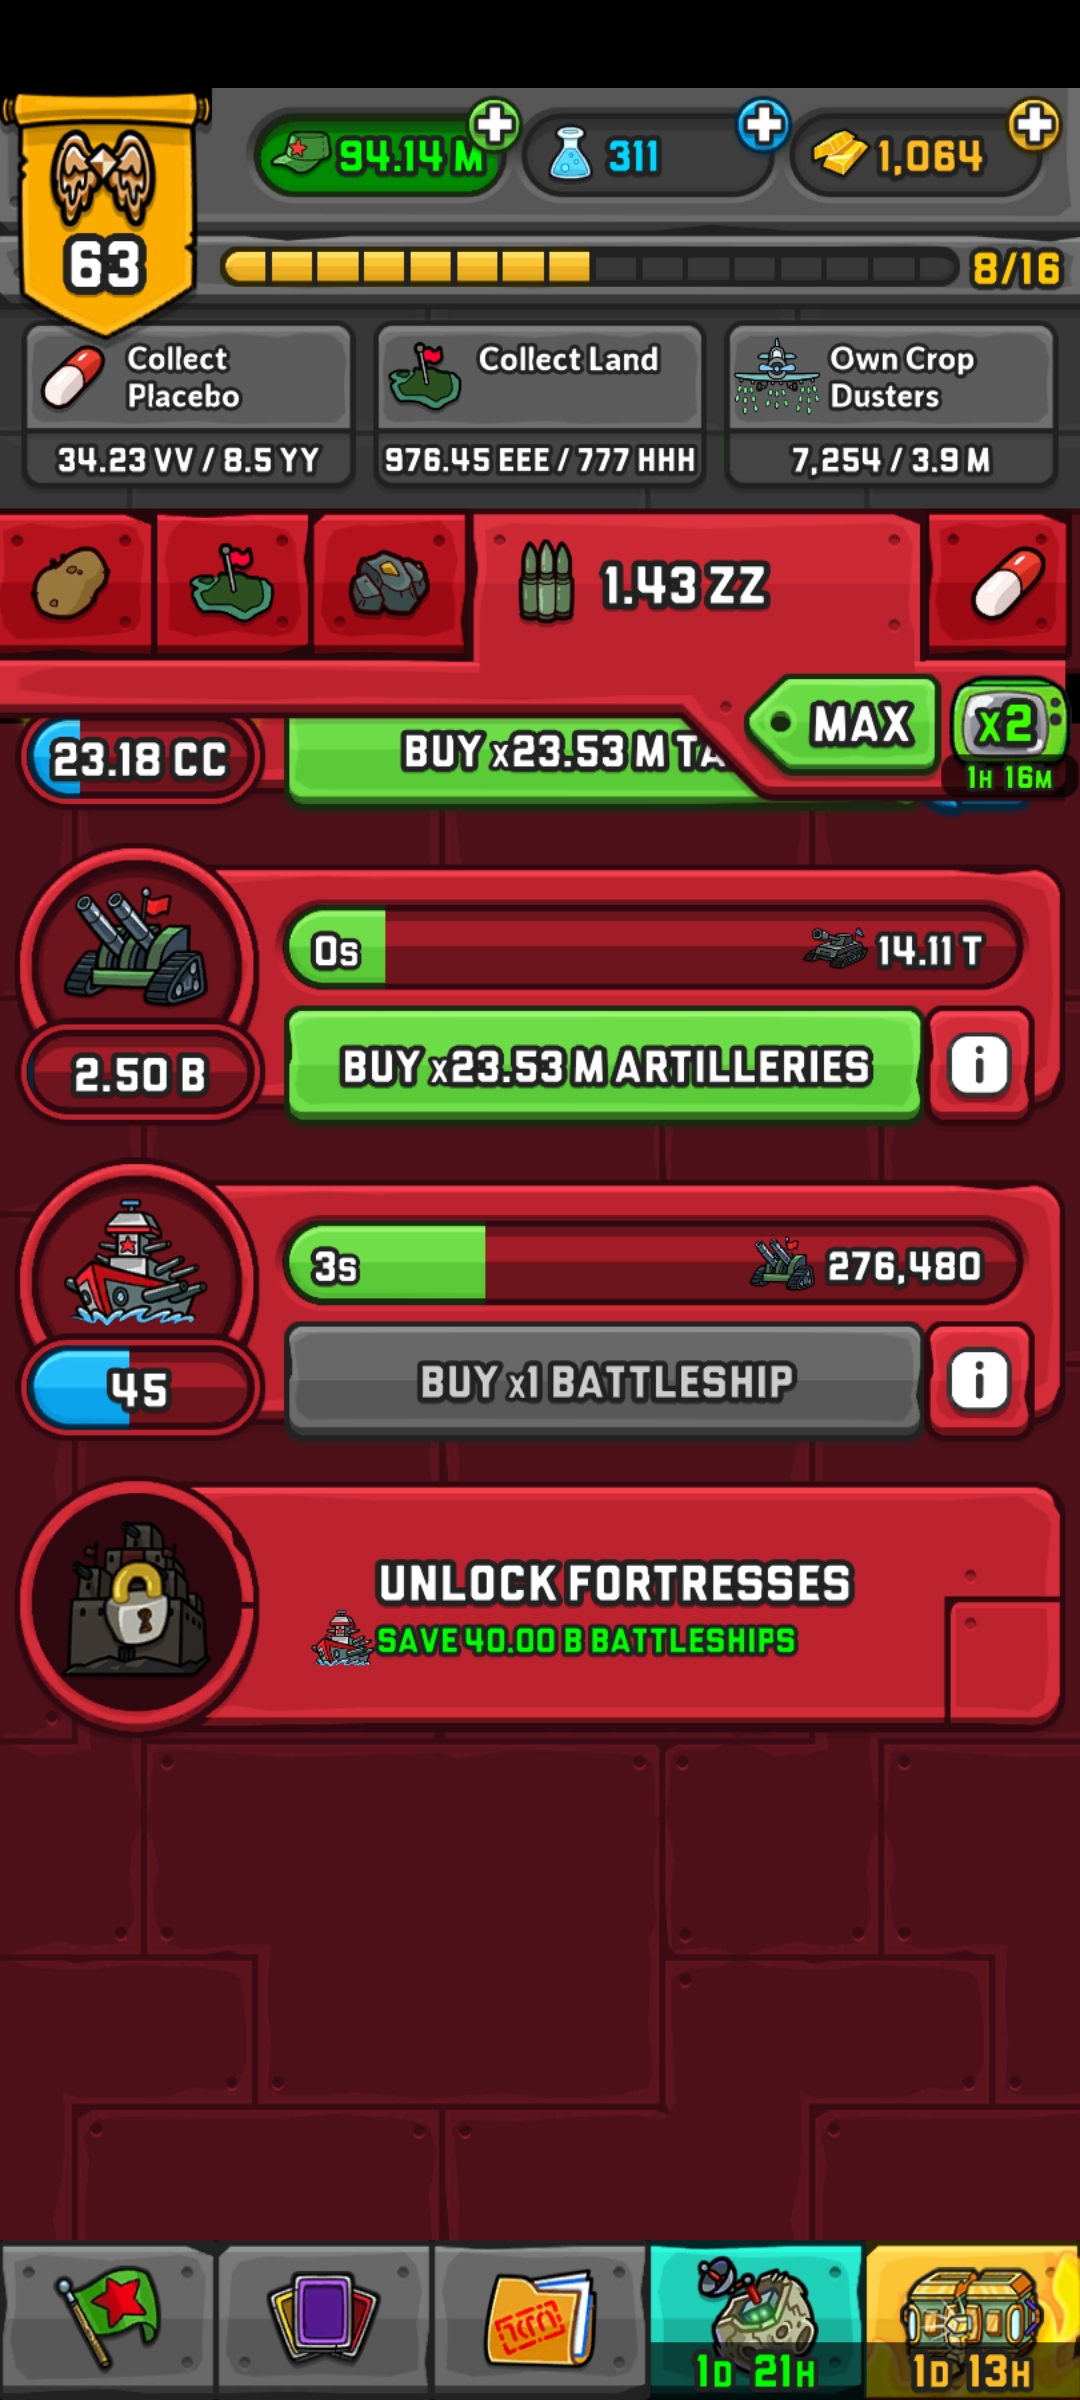 94.14 M
311
1,064
63
8/16
Collect
Placebo
34.23 VV / 8.5 YY
Collect Land
976.45 EEE / 777 HHH
Own Crop
Dusters
7,254 / 3.9 M
1.43 ZZ
MAX
X2
1H 16M
23.18 CC
BUY x23.53 M TA
0s
14.11 T
2.50 B
BUY x23.53 M ARTILLERIES
i
3s
276,480
45
BUY x1 BATTLESHIP
i
UNLOCK FORTRESSES
SAVE 40.00 B BATTLESHIPS
1D 21H
1D 13H